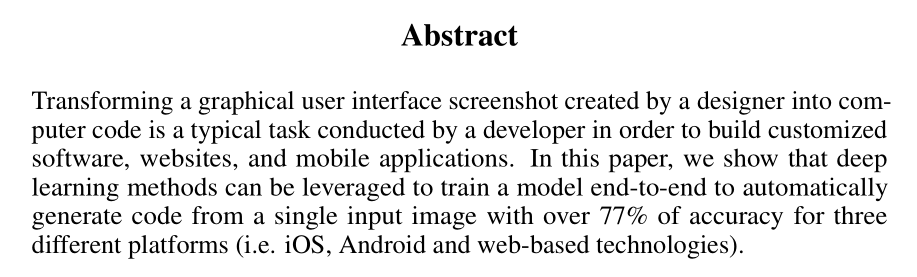 Abstract
Transforming a graphical user interface screenshot created by a designer into com-
puter code is a typical task conducted by a developer in order to build customized
software, websites, and mobile applications. In this paper, we show that deep
learning methods can be leveraged to train a model end-to-end to automatically
generate code from a single input image with over 77% of accuracy for three
different platforms (i.e. iOS, Android and web-based technologies).